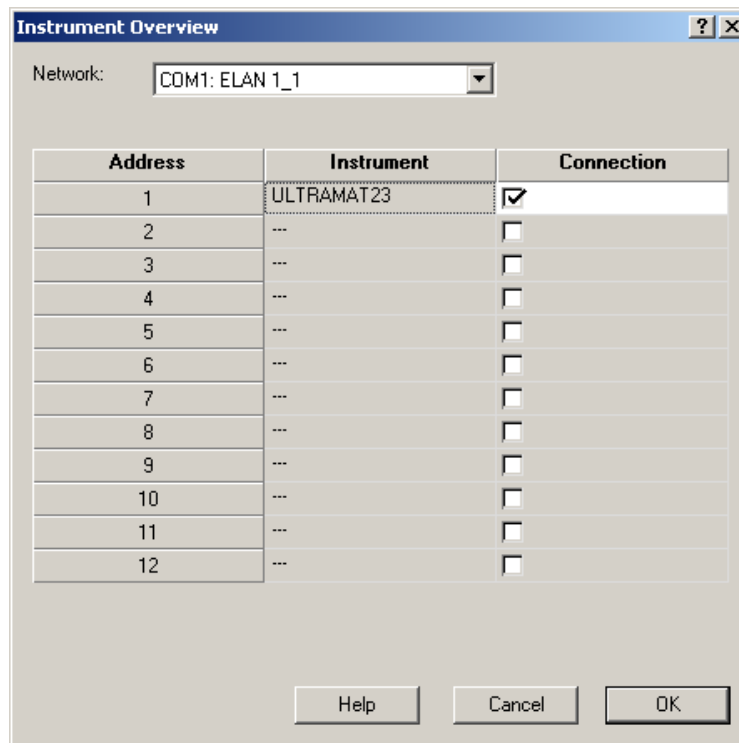 Instrument Overview
Network: COM1: ELAN 1_1
Address Instrument Connection
1 ULTRAMAT23
2 ---
3 ---
4 ---
5 ---
6 ---
7 ---
8 ---
9 ---
10 ---
11 ---
12 ---
Help Cancel OK